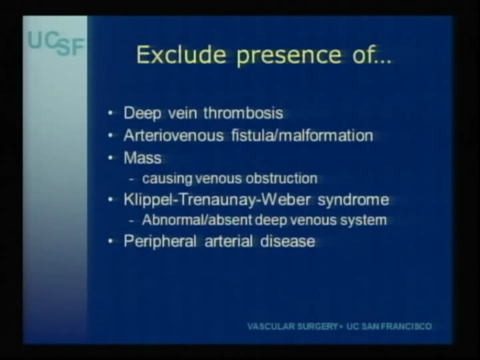 UCSF
Exclude presence of...
• Deep vein thrombosis
• Arteriovenous fistula/malformation
• Mass
- causing venous obstruction
• Klippel-Trenaunay-Weber syndrome
- Abnormal/absent deep venous system
• Peripheral arterial disease
VASCULAR SURGERY • UC SAN FRANCISCO